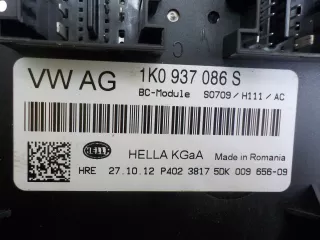 VW AG 1K0 937 086 S
BC-Module S0709 / H111 / AC
HELLA
HELLA KGaA Made in Romania
HRE 27.10.12 P402 3817 5DK 009 656-09